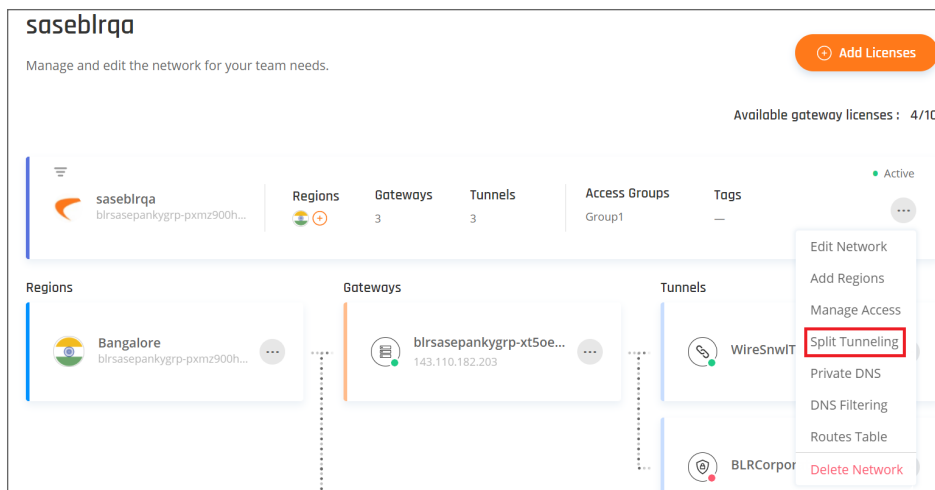 saseblrqa
Manage and edit the network for your team needs.
Add Licenses
Available gateway licenses : 4/10
Active
saseblrqa
blrsasepankygrp-pxmz900h...
Regions
Gateways
3
Tunnels
3
Access Groups
Group1
Tags
—
Edit Network
Add Regions
Manage Access
Split Tunneling
Private DNS
DNS Filtering
Routes Table
Delete Network
Regions
Gateways
Tunnels
Bangalore
blrsasepankygrp-pxmz900h...
blrsasepankygrp-xt5oe...
143.110.182.203
WireSnwlT
BLRCorpor